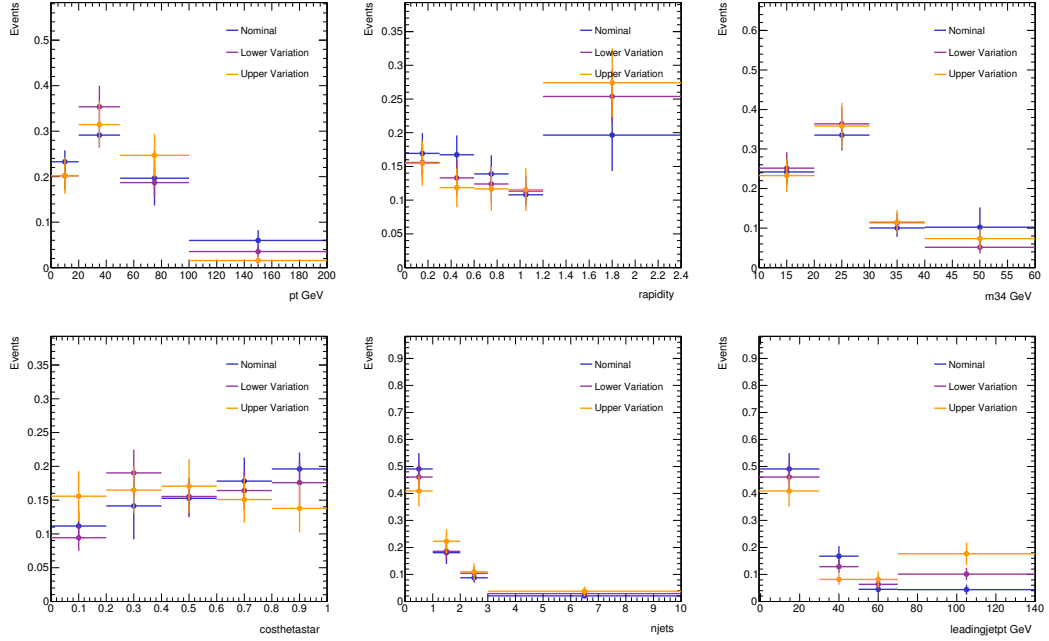 Events
Nominal
Lower Variation
Upper Variation
0.5
0.4
0.3
0.2
0.1
0
0 20 40 60 80 100 120 140 160 180 200
pt GeV
Events
Nominal
Lower Variation
Upper Variation
0.35
0.3
0.25
0.2
0.15
0.1
0.05
0
0.2 0.4 0.6 0.8 1 1.2 1.4 1.6 1.8 2 2.2 2.4
rapidity
Events
Nominal
Lower Variation
Upper Variation
0.6
0.5
0.4
0.3
0.2
0.1
0
10 15 20 25 30 35 40 45 50 55 60
m34 GeV
Events
Nominal
Lower Variation
Upper Variation
0.35
0.3
0.25
0.2
0.15
0.1
0.05
0
0 0.1 0.2 0.3 0.4 0.5 0.6 0.7 0.8 0.9 1
costhetastar
Events
Nominal
Lower Variation
Upper Variation
0.9
0.8
0.7
0.6
0.5
0.4
0.3
0.2
0.1
0
0 1 2 3 4 5 6 7 8 9 10
njets
Events
Nominal
Lower Variation
Upper Variation
0.9
0.8
0.7
0.6
0.5
0.4
0.3
0.2
0.1
0
0 20 40 60 80 100 120 140
leadingjetpt GeV